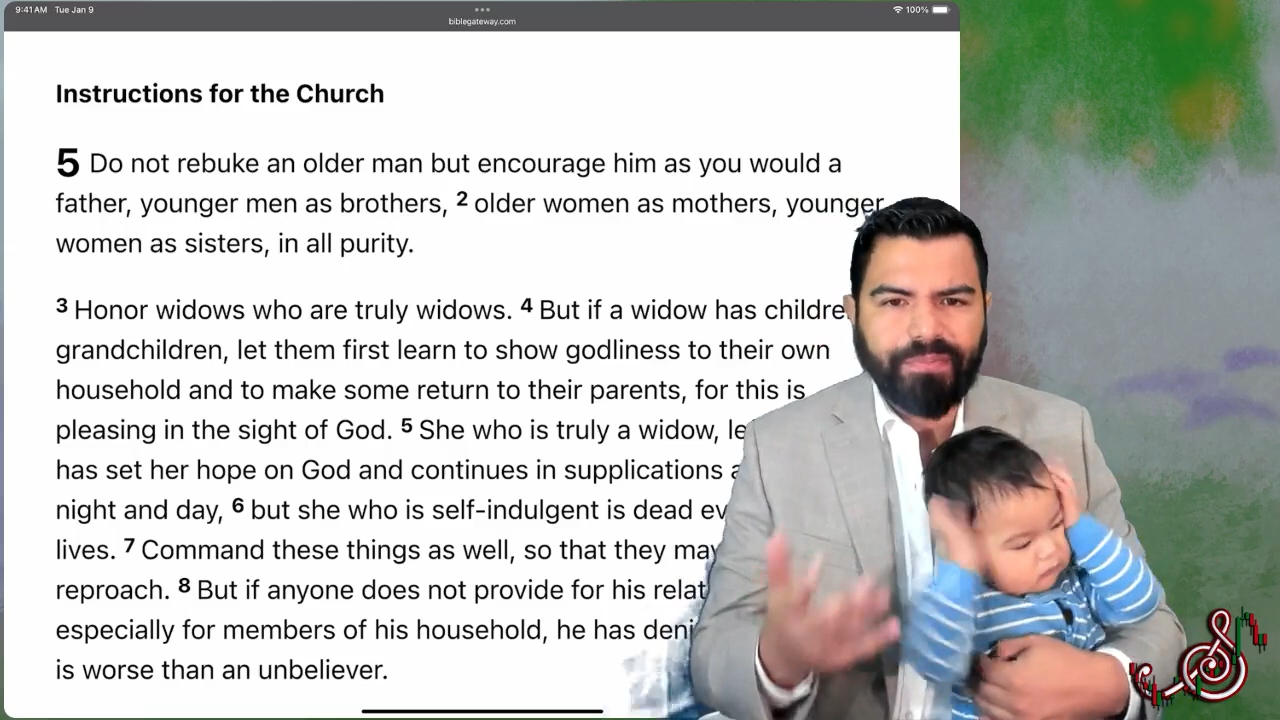 9:41 AM Tue Jan 9
biblegateway.com
100%
Instructions for the Church
5 Do not rebuke an older man but encourage him as you would a
father, younger men as brothers, 2 older women as mothers, younger
women as sisters, in all purity.
3 Honor widows who are truly widows. 4 But if a widow has childre
grandchildren, let them first learn to show godliness to their own
household and to make some return to their parents, for this is
pleasing in the sight of God. 5 She who is truly a widow, le
has set her hope on God and continues in supplications a
night and day, 6 but she who is self-indulgent is dead ev
lives. 7 Command these things as well, so that they may
reproach. 8 But if anyone does not provide for his relat
especially for members of his household, he has deni
is worse than an unbeliever.